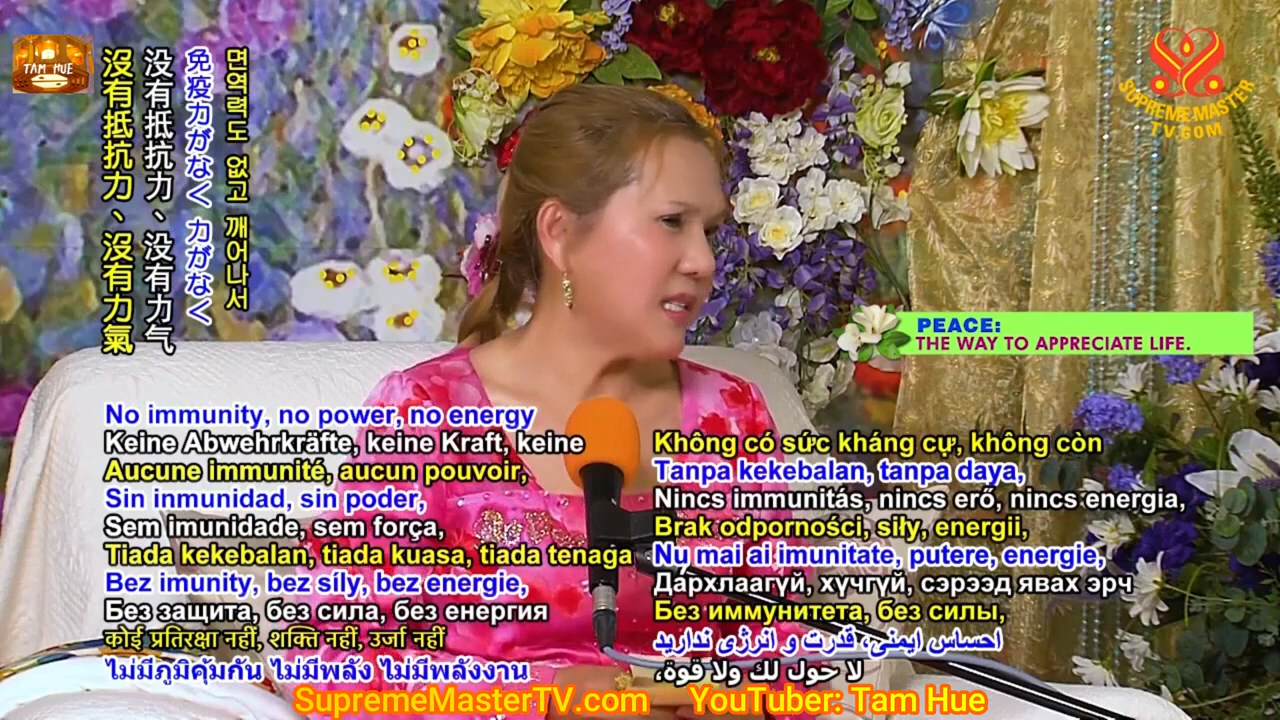 TAM HUE
면역력도 없고 깨어나서
免疫力がなく 力がなく
没有抵抗力、没有力气
沒有抵抗力、沒有力氣
SUPREME MASTER
TV.COM
PEACE:
THE WAY TO APPRECIATE LIFE.
No immunity, no power, no energy
Keine Abwehrkräfte, keine Kraft, keine
Aucune immunité, aucun pouvoir,
Sin inmunidad, sin poder,
Sem imunidade, sem força,
Tiada kekebalan, tiada kuasa, tiada tenaga
Bez imunity, bez síly, bez energie,
Без защита, без сила, без енергия
कोई प्रतिरक्षा नहीं, शक्ति नहीं, उर्जा नहीं
ไม่มีภูมิคุ้มกัน ไม่มีพลัง ไม่มีพลังงาน
Không có sức kháng cự, không còn
Tanpa kekebalan, tanpa daya,
Nincs immunitás, nincs erő, nincs energia,
Brak odporności, siły, energii,
Nu mai ai imunitate, putere, energie,
Дархлаагүй, хүчгүй, сэрээд явах эрч
Без иммунитета, без силы,
احساس ایمنی، قدرت و انرژی ندارید
لا حول لك ولا قوة،
SupremeMasterTV.com YouTuber: Tam Hue